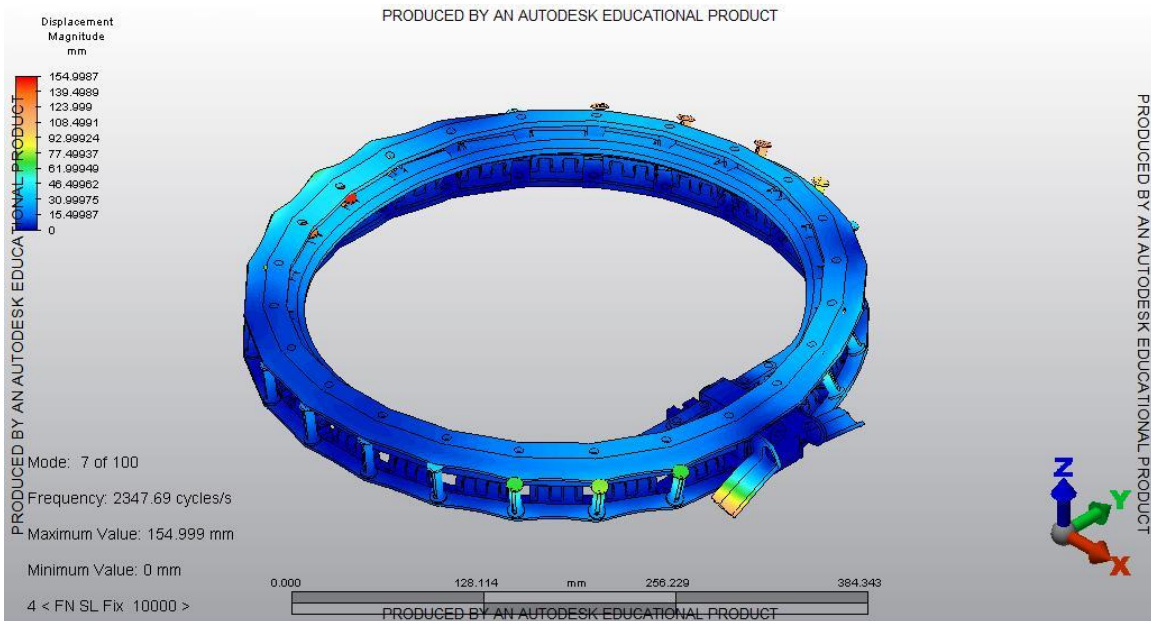 PRODUCED BY AN AUTODESK EDUCATIONAL PRODUCT
Displacement
Magnitude
mm
154.9987
139.4989
123.999
108.4991
92.99924
77.49937
61.99949
46.49962
30.99975
15.49987
0
PRODUCED BY AN AUTODESK EDUCATIONAL PRODUCT
PRODUCED BY AN AUTODESK EDUCATIONAL PRODUCT
Mode: 7 of 100
Frequency: 2347.69 cycles/s
Maximum Value: 154.999 mm
Minimum Value: 0 mm
4 < FN SL Fix 10000 >
Z
Y
X
0.000
128.114
mm
256.229
384.343
PRODUCED BY AN AUTODESK EDUCATIONAL PRODUCT